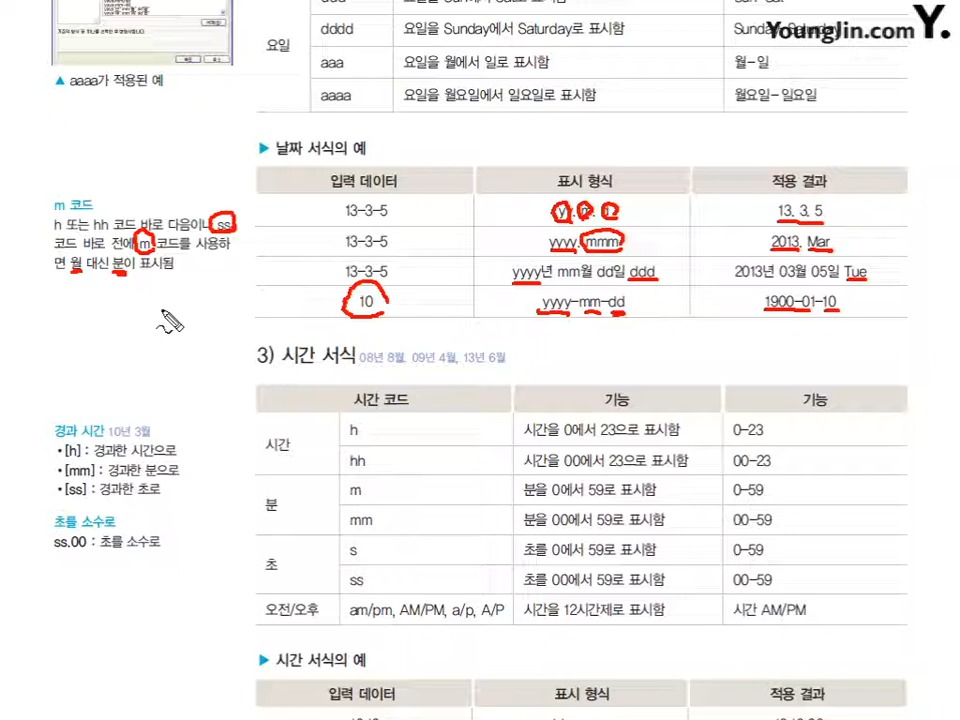 YoungJin.com Y.
요일
dddd 요일을 Sunday에서 Saturday로 표시함 Sunday-Saturday
aaa 요일을 월에서 일로 표시함 월-일
aaaa 요일을 월요일에서 일요일로 표시함 월요일-일요일
▲ aaaa가 적용된 예
▶ 날짜 서식의 예
입력 데이터 표시 형식 적용 결과
13-3-5 13. 3. 5
13-3-5 yyyy. mmm 2013. Mar
13-3-5 yyyy년 mm월 dd일 ddd 2013년 03월 05일 Tue
10 yyyy-mm-dd 1900-01-10
m 코드
h 또는 hh 코드 바로 다음이나 ss
코드 바로 전에 m 코드를 사용하
면 월 대신 분이 표시됨
3) 시간 서식 08년 8월. 09년 4월, 13년 6월
시간 코드 기능 기능
시간 h 시간을 0에서 23으로 표시함 0-23
hh 시간을 00에서 23으로 표시함 00-23
분 m 분을 0에서 59로 표시함 0-59
mm 분을 00에서 59로 표시함 00-59
초 s 초를 0에서 59로 표시함 0-59
ss 초를 00에서 59로 표시함 00-59
오전/오후 am/pm, AM/PM, a/p, A/P 시간을 12시간제로 표시함 시간 AM/PM
경과 시간 10년 3월
•[h] : 경과한 시간으로
•[mm] : 경과한 분으로
•[ss] : 경과한 초로
초를 소수로
ss.00 : 초를 소수로
▶ 시간 서식의 예
입력 데이터 표시 형식 적용 결과